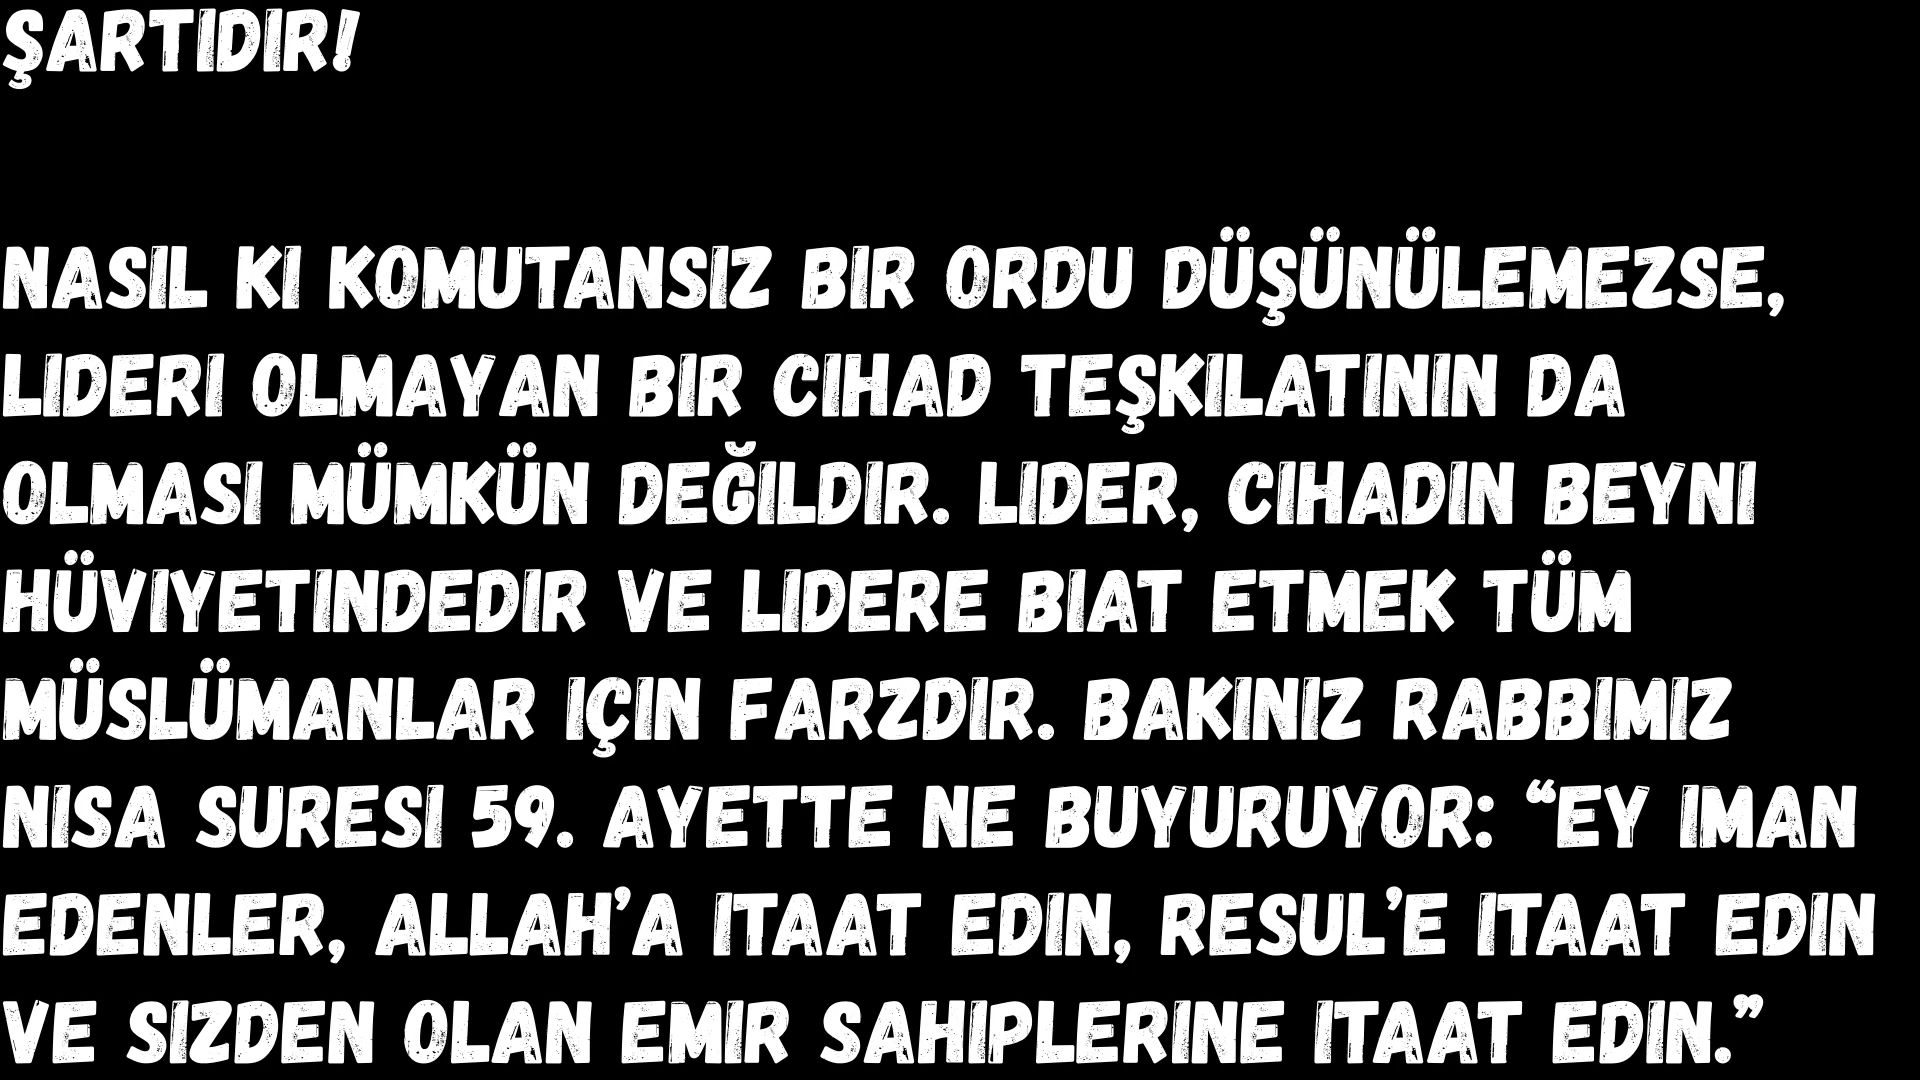 ŞARTIDIR!
NASIL KI KOMUTANSIZ BIR ORDU DÜŞÜNÜLEMEZSE,
LIDERI OLMAYAN BIR CIHAD TEŞKILATININ DA
OLMASI MÜMKÜN DEĞILDIR. LIDER, CIHADIN BEYNI
HÜVIYETINDEDIR VE LIDERE BIAT ETMEK TÜM
MÜSLÜMANLAR IÇIN FARZDIR. BAKINIZ RABBIMIZ
NISA SURESI 59. AYETTE NE BUYURUYOR: “EY IMAN
EDENLER, ALLAH’A ITAAT EDIN, RESUL’E ITAAT EDIN
VE SIZDEN OLAN EMIR SAHIPLERINE ITAAT EDIN.”